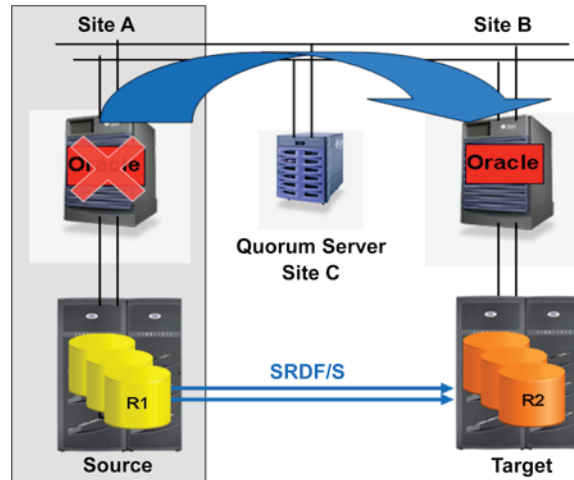 Site A
Site B
Oracle
Oracle
Quorum Server
Site C
SRDF/S
R1
R2
Source
Target